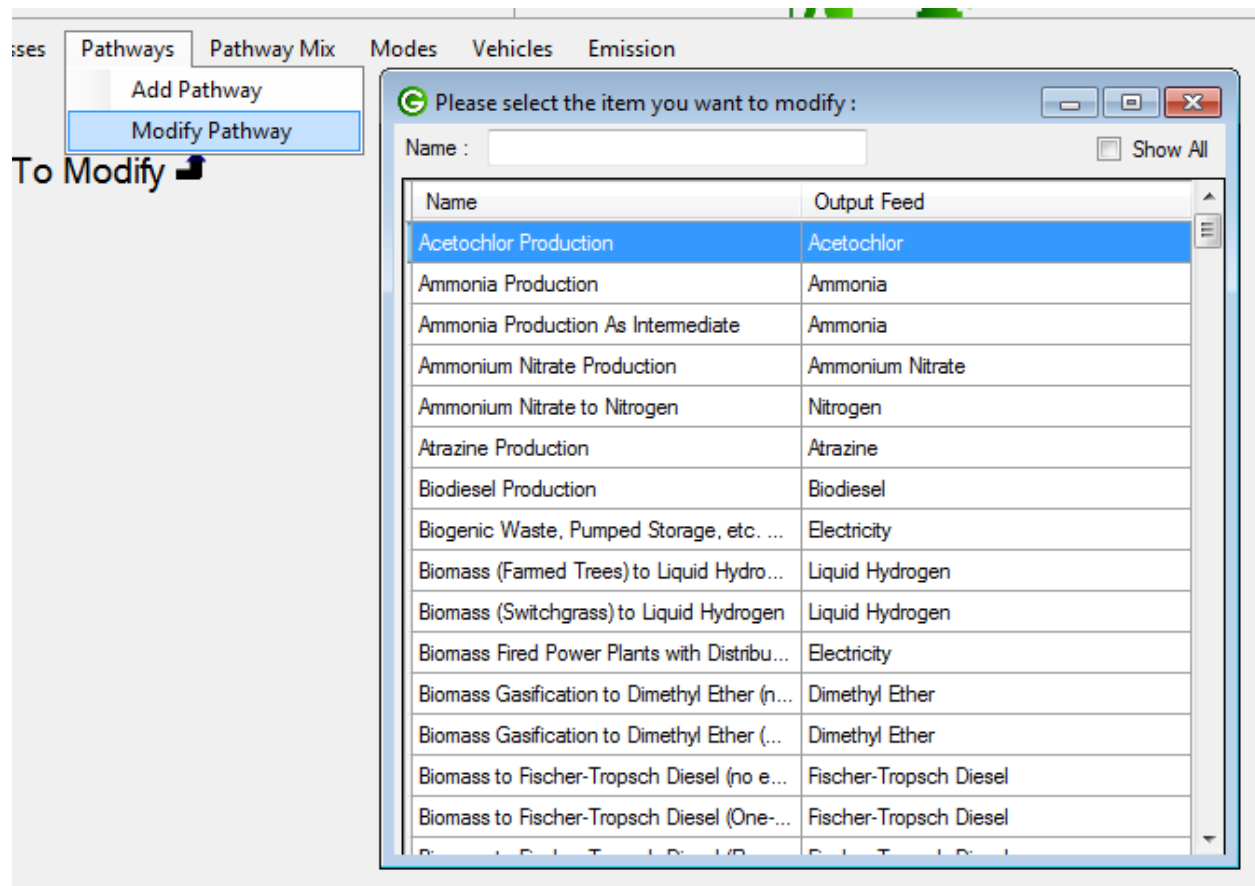 sses Pathways Pathway Mix Modes Vehicles Emission
Add Pathway
Modify Pathway
To Modify
Please select the item you want to modify :
Name : Show All
Name Output Feed
Acetochlor Production Acetochlor
Ammonia Production Ammonia
Ammonia Production As Intermediate Ammonia
Ammonium Nitrate Production Ammonium Nitrate
Ammonium Nitrate to Nitrogen Nitrogen
Atrazine Production Atrazine
Biodiesel Production Biodiesel
Biogenic Waste, Pumped Storage, etc. ... Electricity
Biomass (Farmed Trees) to Liquid Hydro... Liquid Hydrogen
Biomass (Switchgrass) to Liquid Hydrogen Liquid Hydrogen
Biomass Fired Power Plants with Distribu... Electricity
Biomass Gasification to Dimethyl Ether (n... Dimethyl Ether
Biomass Gasification to Dimethyl Ether (... Dimethyl Ether
Biomass to Fischer-Tropsch Diesel (no e... Fischer-Tropsch Diesel
Biomass to Fischer-Tropsch Diesel (One-... Fischer-Tropsch Diesel